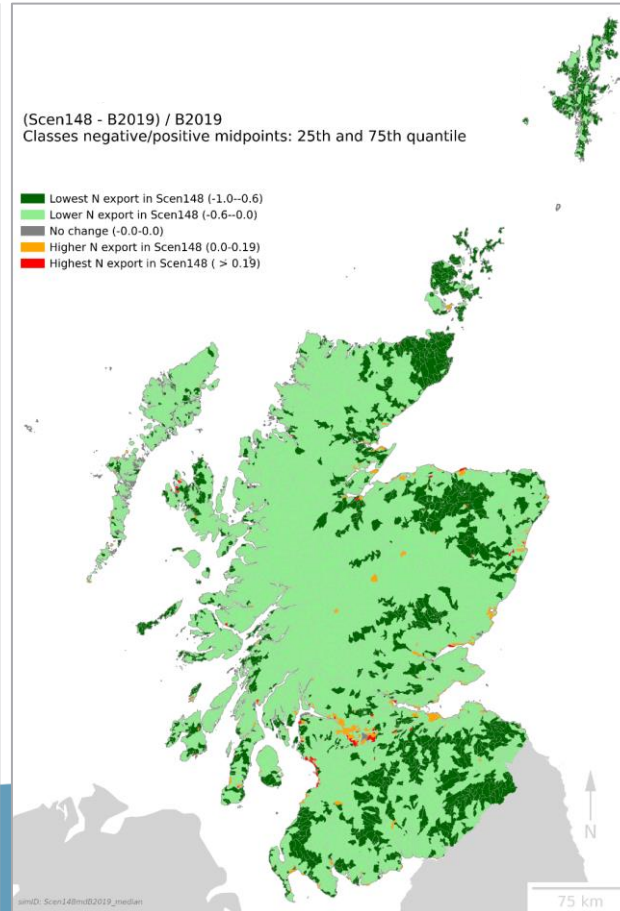 (Scen148 - B2019) / B2019
Classes negative/positive midpoints: 25th and 75th quantile
Lowest N export in Scen148 (-1.0--0.6)
Lower N export in Scen148 (-0.6--0.0)
No change (-0.0-0.0)
Higher N export in Scen148 (0.0-0.19)
Highest N export in Scen148 ( > 0.19)
N
75 km
simID: Scen148mdB2019_median